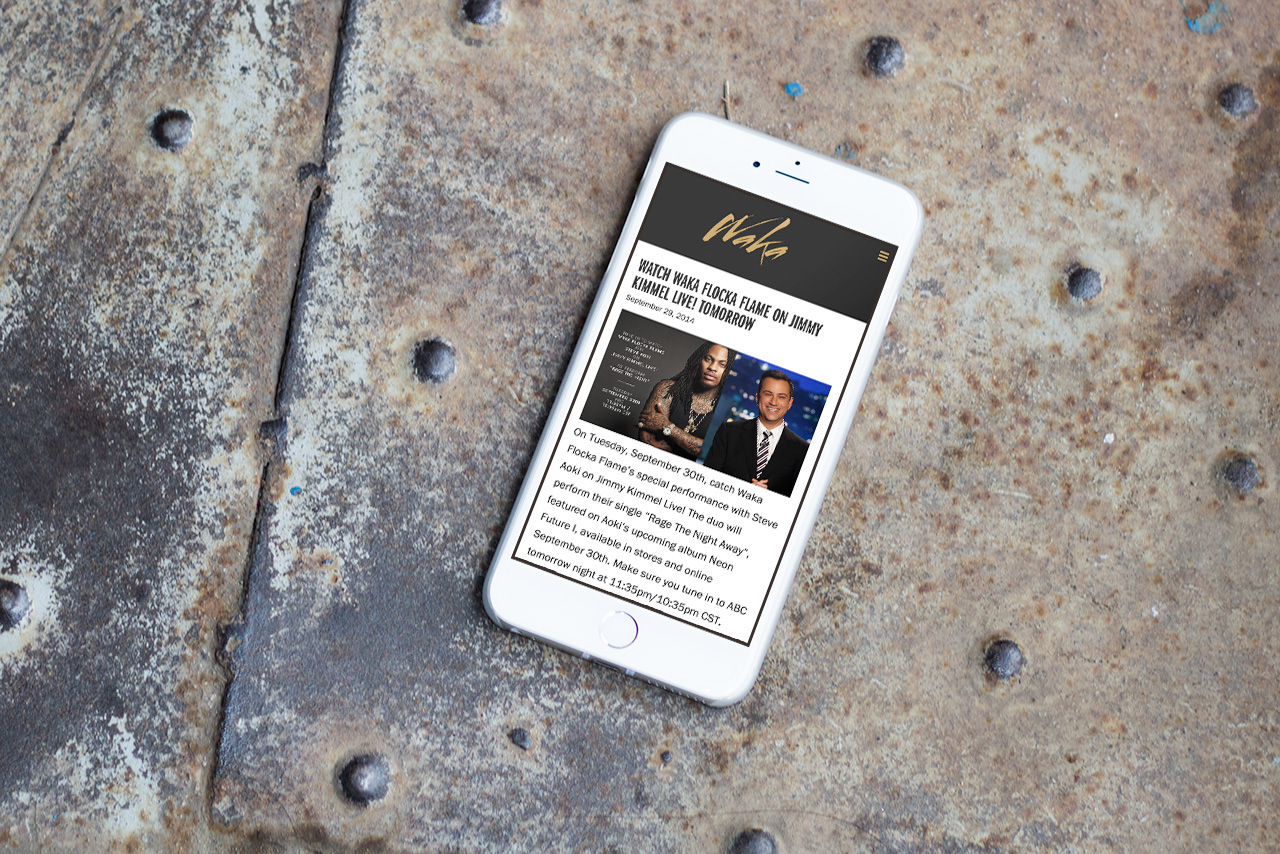 Waka
WATCH WAKA FLOCKA FLAME ON JIMMY
KIMMEL LIVE! TOMORROW
September 29, 2014
WAKA FLOCKA FLAME
STEVE AOKI
JIMMY KIMMEL LIVE!
"RAGE THE NIGHT"
On Tuesday, September 30th, catch Waka
Flocka Flame's special performance with Steve
Aoki on Jimmy Kimmel Live! The duo will
perform their single "Rage The Night Away",
featured on Aoki's upcoming album Neon
Future I, available in stores and online
September 30th. Make sure you tune in to ABC
tomorrow night at 11:35pm/10:35pm CST.